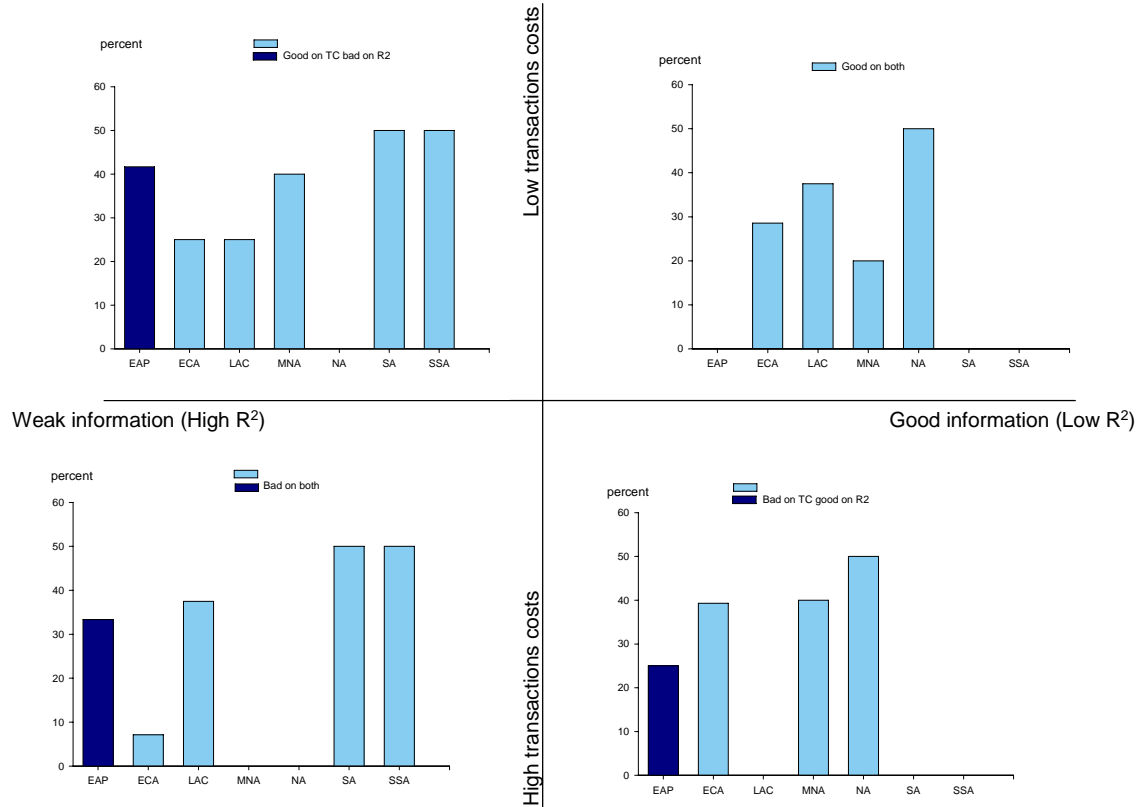 percent
Good on TC bad on R2
60
50
40
30
20
10
0
EAP ECA LAC MNA NA SA SSA
Low transactions costs
percent
Good on both
60
50
40
30
20
10
0
EAP ECA LAC MNA NA SA SSA
Weak information (High R²)
Good information (Low R²)
percent
Bad on both
60
50
40
30
20
10
0
EAP ECA LAC MNA NA SA SSA
High transactions costs
percent
Bad on TC good on R2
60
50
40
30
20
10
0
EAP ECA LAC MNA NA SA SSA